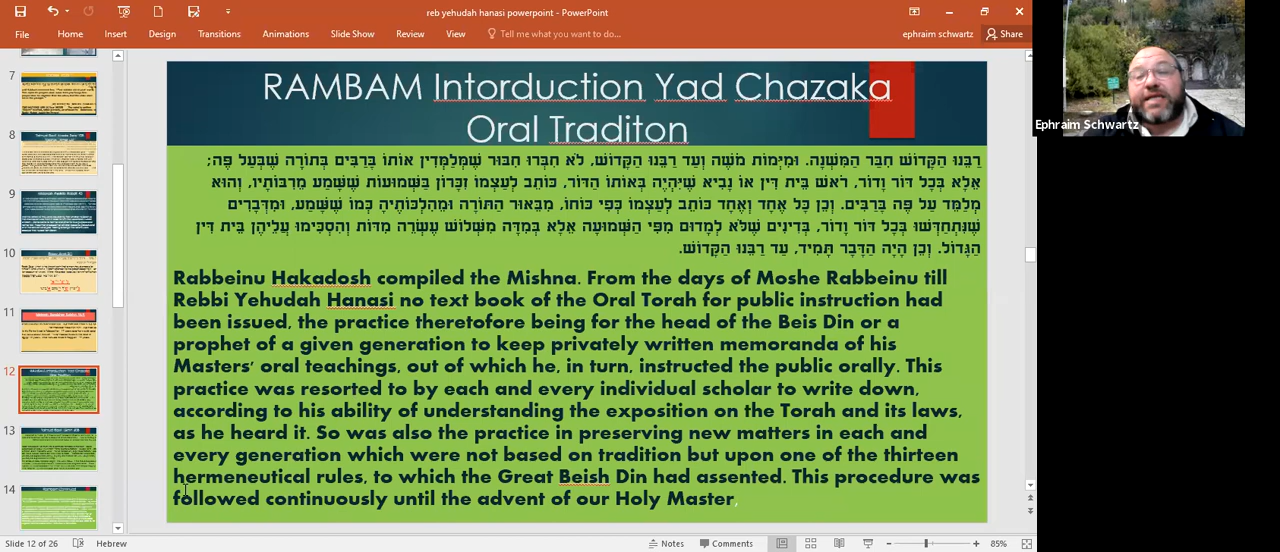 reb yehudah hanasi powerpoint - PowerPoint
File Home Insert Design Transitions Animations Slide Show Review View Tell me what you want to do... ephraim schwartz Share
RAMBAM Intorduction Yad Chazaka
Oral Traditon
רַבֵּנוּ הַקָּדוֹשׁ חִבַּר הַמִּשְׁנָה. וּמִיְּמוֹת מֹשֶׁה וְעַד רַבֵּנוּ הַקָּדוֹשׁ, לֹא חִבְּרוּ חִבּוּר שֶׁמְּלַמְּדִין אוֹתוֹ בָּרַבִּים בְּתוֹרָה שֶׁבְּעַל פֶּה;
אֵלָא בְּכָל דּוֹר וָדוֹר, רֹאשׁ בֵּית דִּין אוֹ נָבִיא שֶׁיִּהְיֶה בְּאוֹתוֹ הַדּוֹר, כּוֹתֵב לְעַצְמוֹ זִכָּרוֹן בַּשְּׁמוּעוֹת שֶׁשָּׁמַע מֵרִבּוֹתָיו, וְהוּא
מְלַמֵּד עַל פֶּה בָּרַבִּים. וְכֵן כָּל אֶחָד וְאֶחָד כּוֹתֵב לְעַצְמוֹ כְּפִי כּוֹחוֹ, מִבֵּאוּר הַתּוֹרָה וּמֵהִלְכוֹתֶיהָ כְּמוֹ שֶׁשָּׁמַע, וּמִדְּבָרִים
שֶׁנִּתְחַדְּשׁוּ בְּכָל דּוֹר וָדוֹר, בְּדִינִים שֶׁלֹּא לְמָדוּם מִפִּי הַשְּׁמוּעָה אֵלָא בְּמִדָּה מִשְּׁלוֹשׁ עֶשְׂרֵה מִדּוֹת וְהִסְכִּימוּ עֲלֵיהֶן בֵּית דִּין
הַגָּדוֹל. וְכֵן הָיָה הַדָּבָר תָּמִיד, עַד רַבֵּנוּ הַקָּדוֹשׁ.
Rabbeinu Hakadosh compiled the Mishna. From the days of Moshe Rabbeinu till
Rebbi Yehudah Hanasi no text book of the Oral Torah for public instruction had
been issued, the practice theretofore being for the head of the Beis Din or a
prophet of a given generation to keep privately written memoranda of his
Masters' oral teachings, out of which he, in turn, instructed the public orally. This
practice was resorted to by each and every individual scholar to write down,
according to his ability of understanding the exposition on the Torah and its laws,
as he heard it. So was also the practice in preserving new matters in each and
every generation which were not based on tradition but upon one of the thirteen
hermeneutical rules, to which the Great Beish Din had assented. This procedure was
followed continuously until the advent of our Holy Master,
Ephraim Schwartz
7
8
9
10
11
12
13
14
Slide 12 of 26 Hebrew Notes Comments 85%